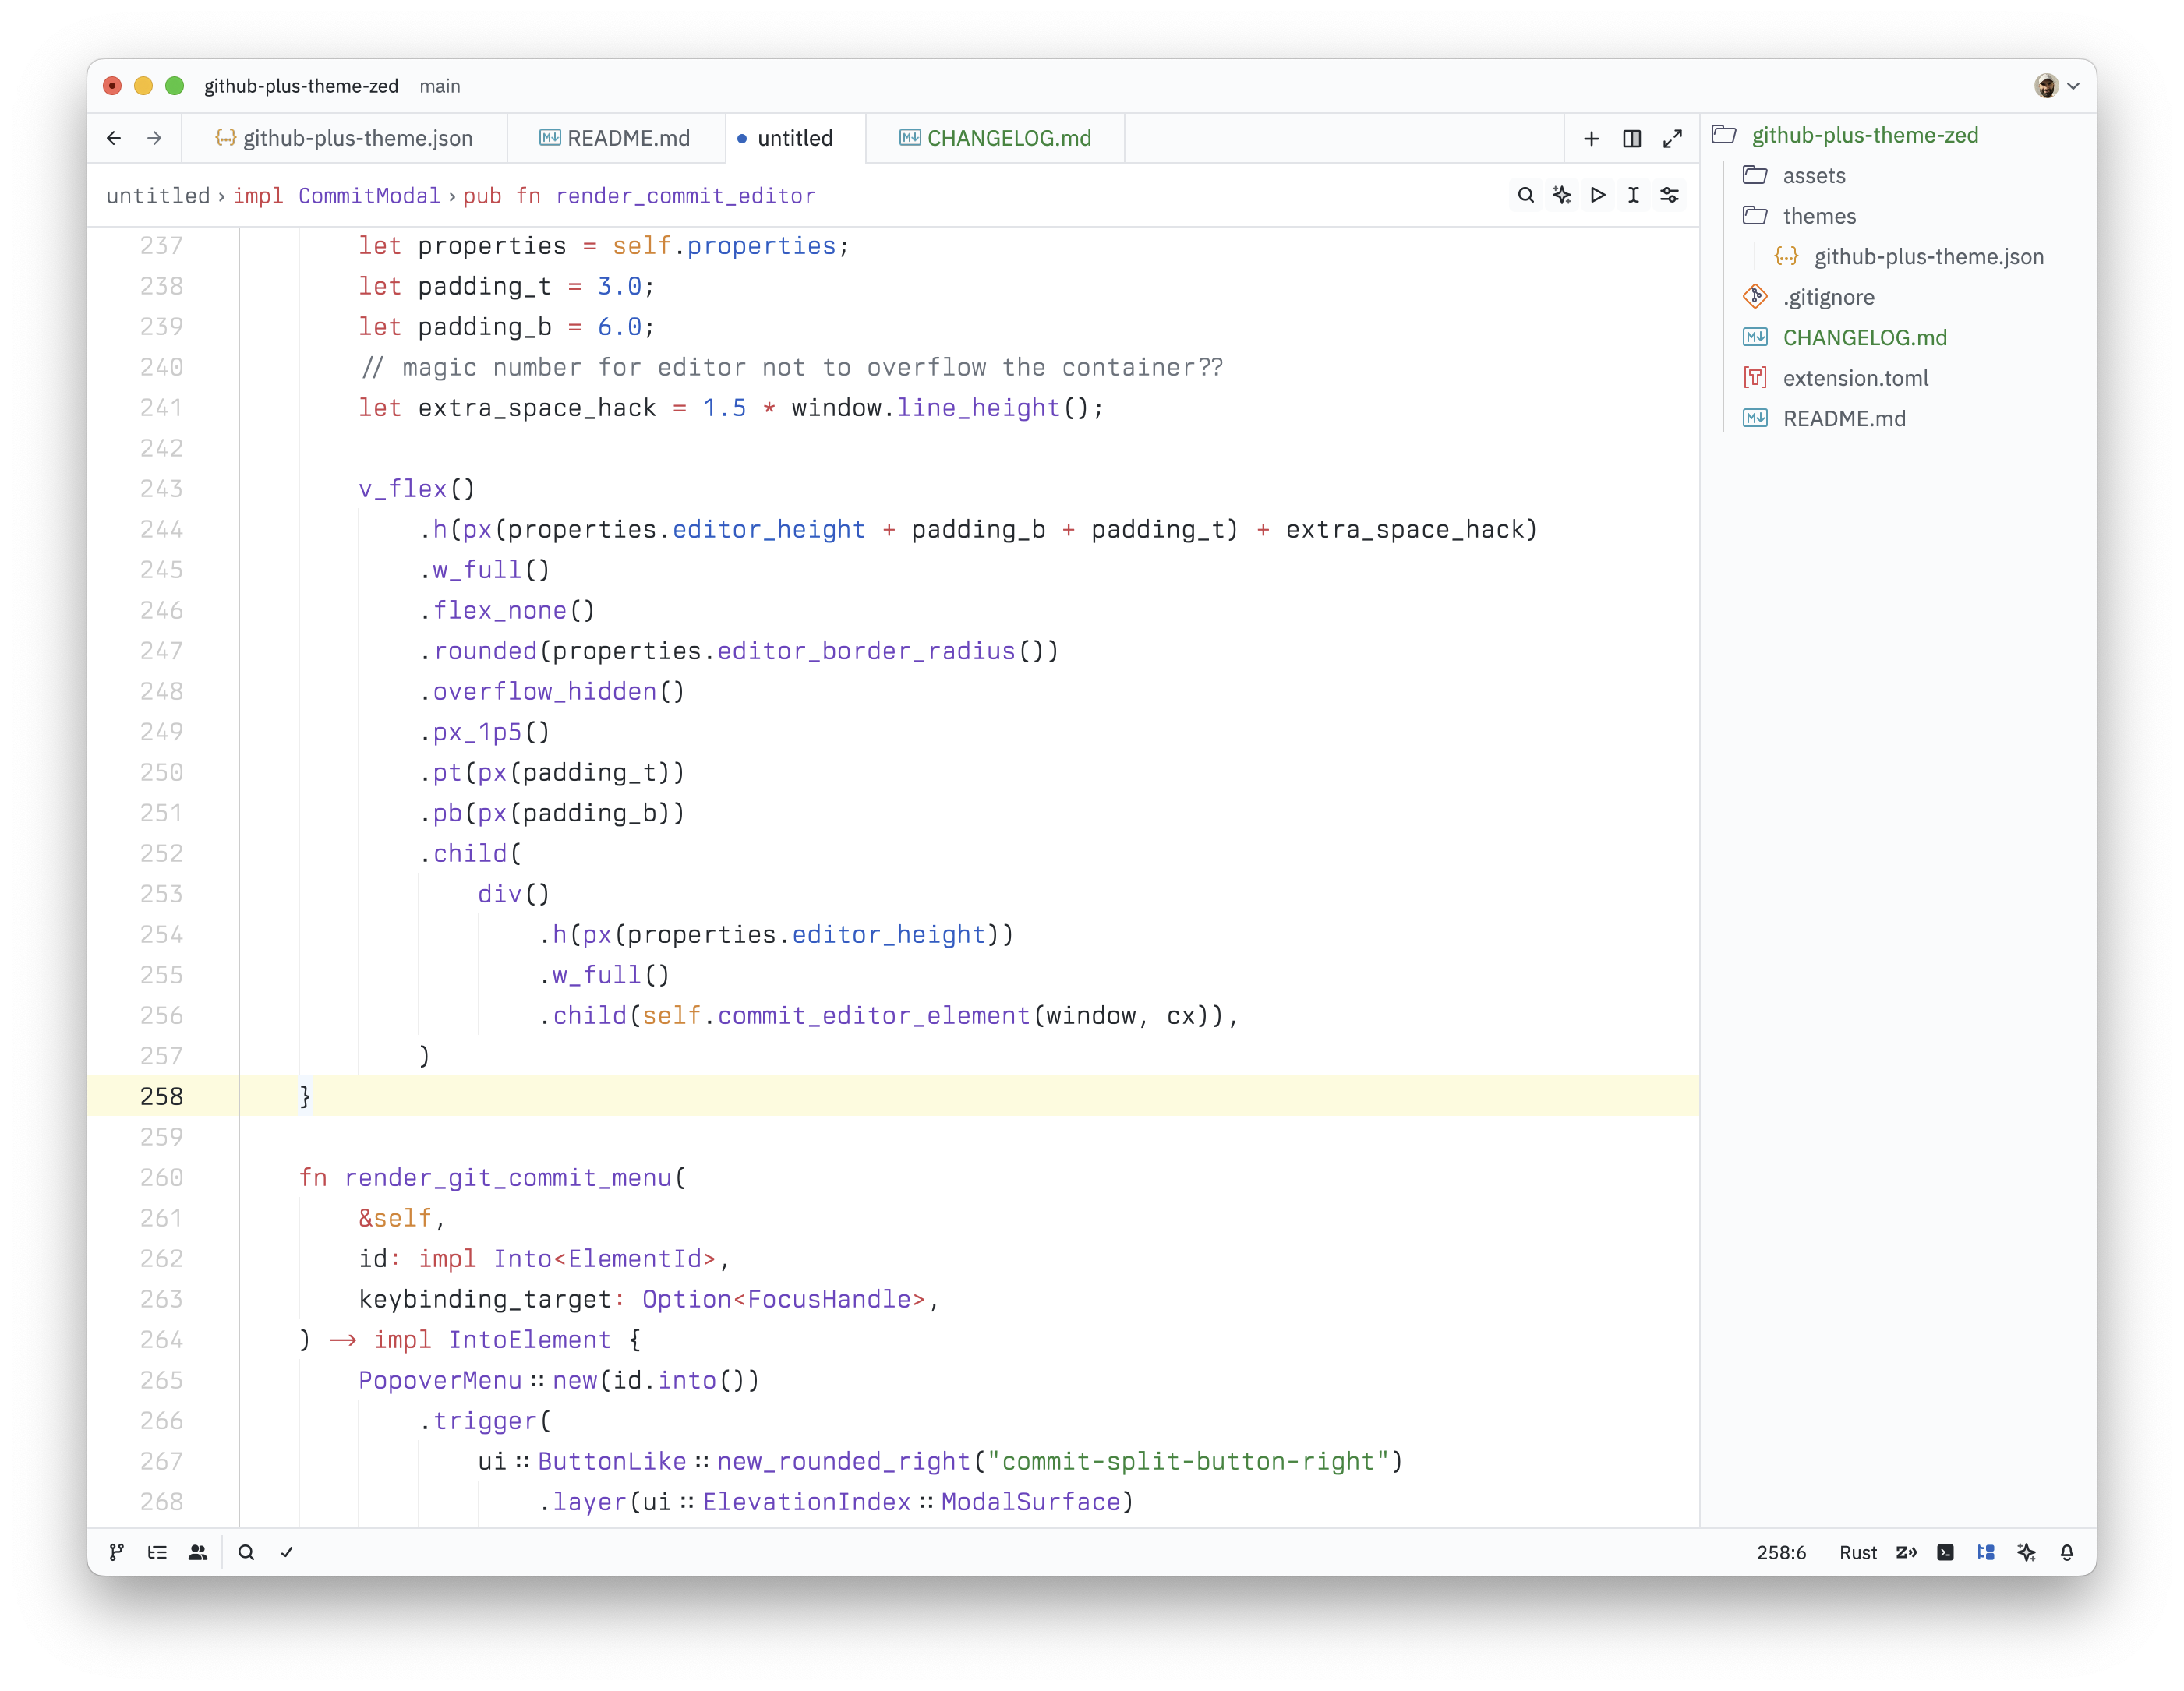 github-plus-theme-zed main
github-plus-theme.json README.md untitled CHANGELOG.md
untitled › impl CommitModal › pub fn render_commit_editor
237 let properties = self.properties;
238 let padding_t = 3.0;
239 let padding_b = 6.0;
240 // magic number for editor not to overflow the container??
241 let extra_space_hack = 1.5 * window.line_height();
242
243 v_flex()
244 .h(px(properties.editor_height + padding_b + padding_t) + extra_space_hack)
245 .w_full()
246 .flex_none()
247 .rounded(properties.editor_border_radius())
248 .overflow_hidden()
249 .px_1p5()
250 .pt(px(padding_t))
251 .pb(px(padding_b))
252 .child(
253 div()
254 .h(px(properties.editor_height))
255 .w_full()
256 .child(self.commit_editor_element(window, cx)),
257 )
258 }
259
260 fn render_git_commit_menu(
261 &self,
262 id: impl Into<ElementId>,
263 keybinding_target: Option<FocusHandle>,
264 ) -> impl IntoElement {
265 PopoverMenu::new(id.into())
266 .trigger(
267 ui::ButtonLike::new_rounded_right("commit-split-button-right")
268 .layer(ui::ElevationIndex::ModalSurface)
github-plus-theme-zed
assets
themes
github-plus-theme.json
.gitignore
CHANGELOG.md
extension.toml
README.md
258:6 Rust